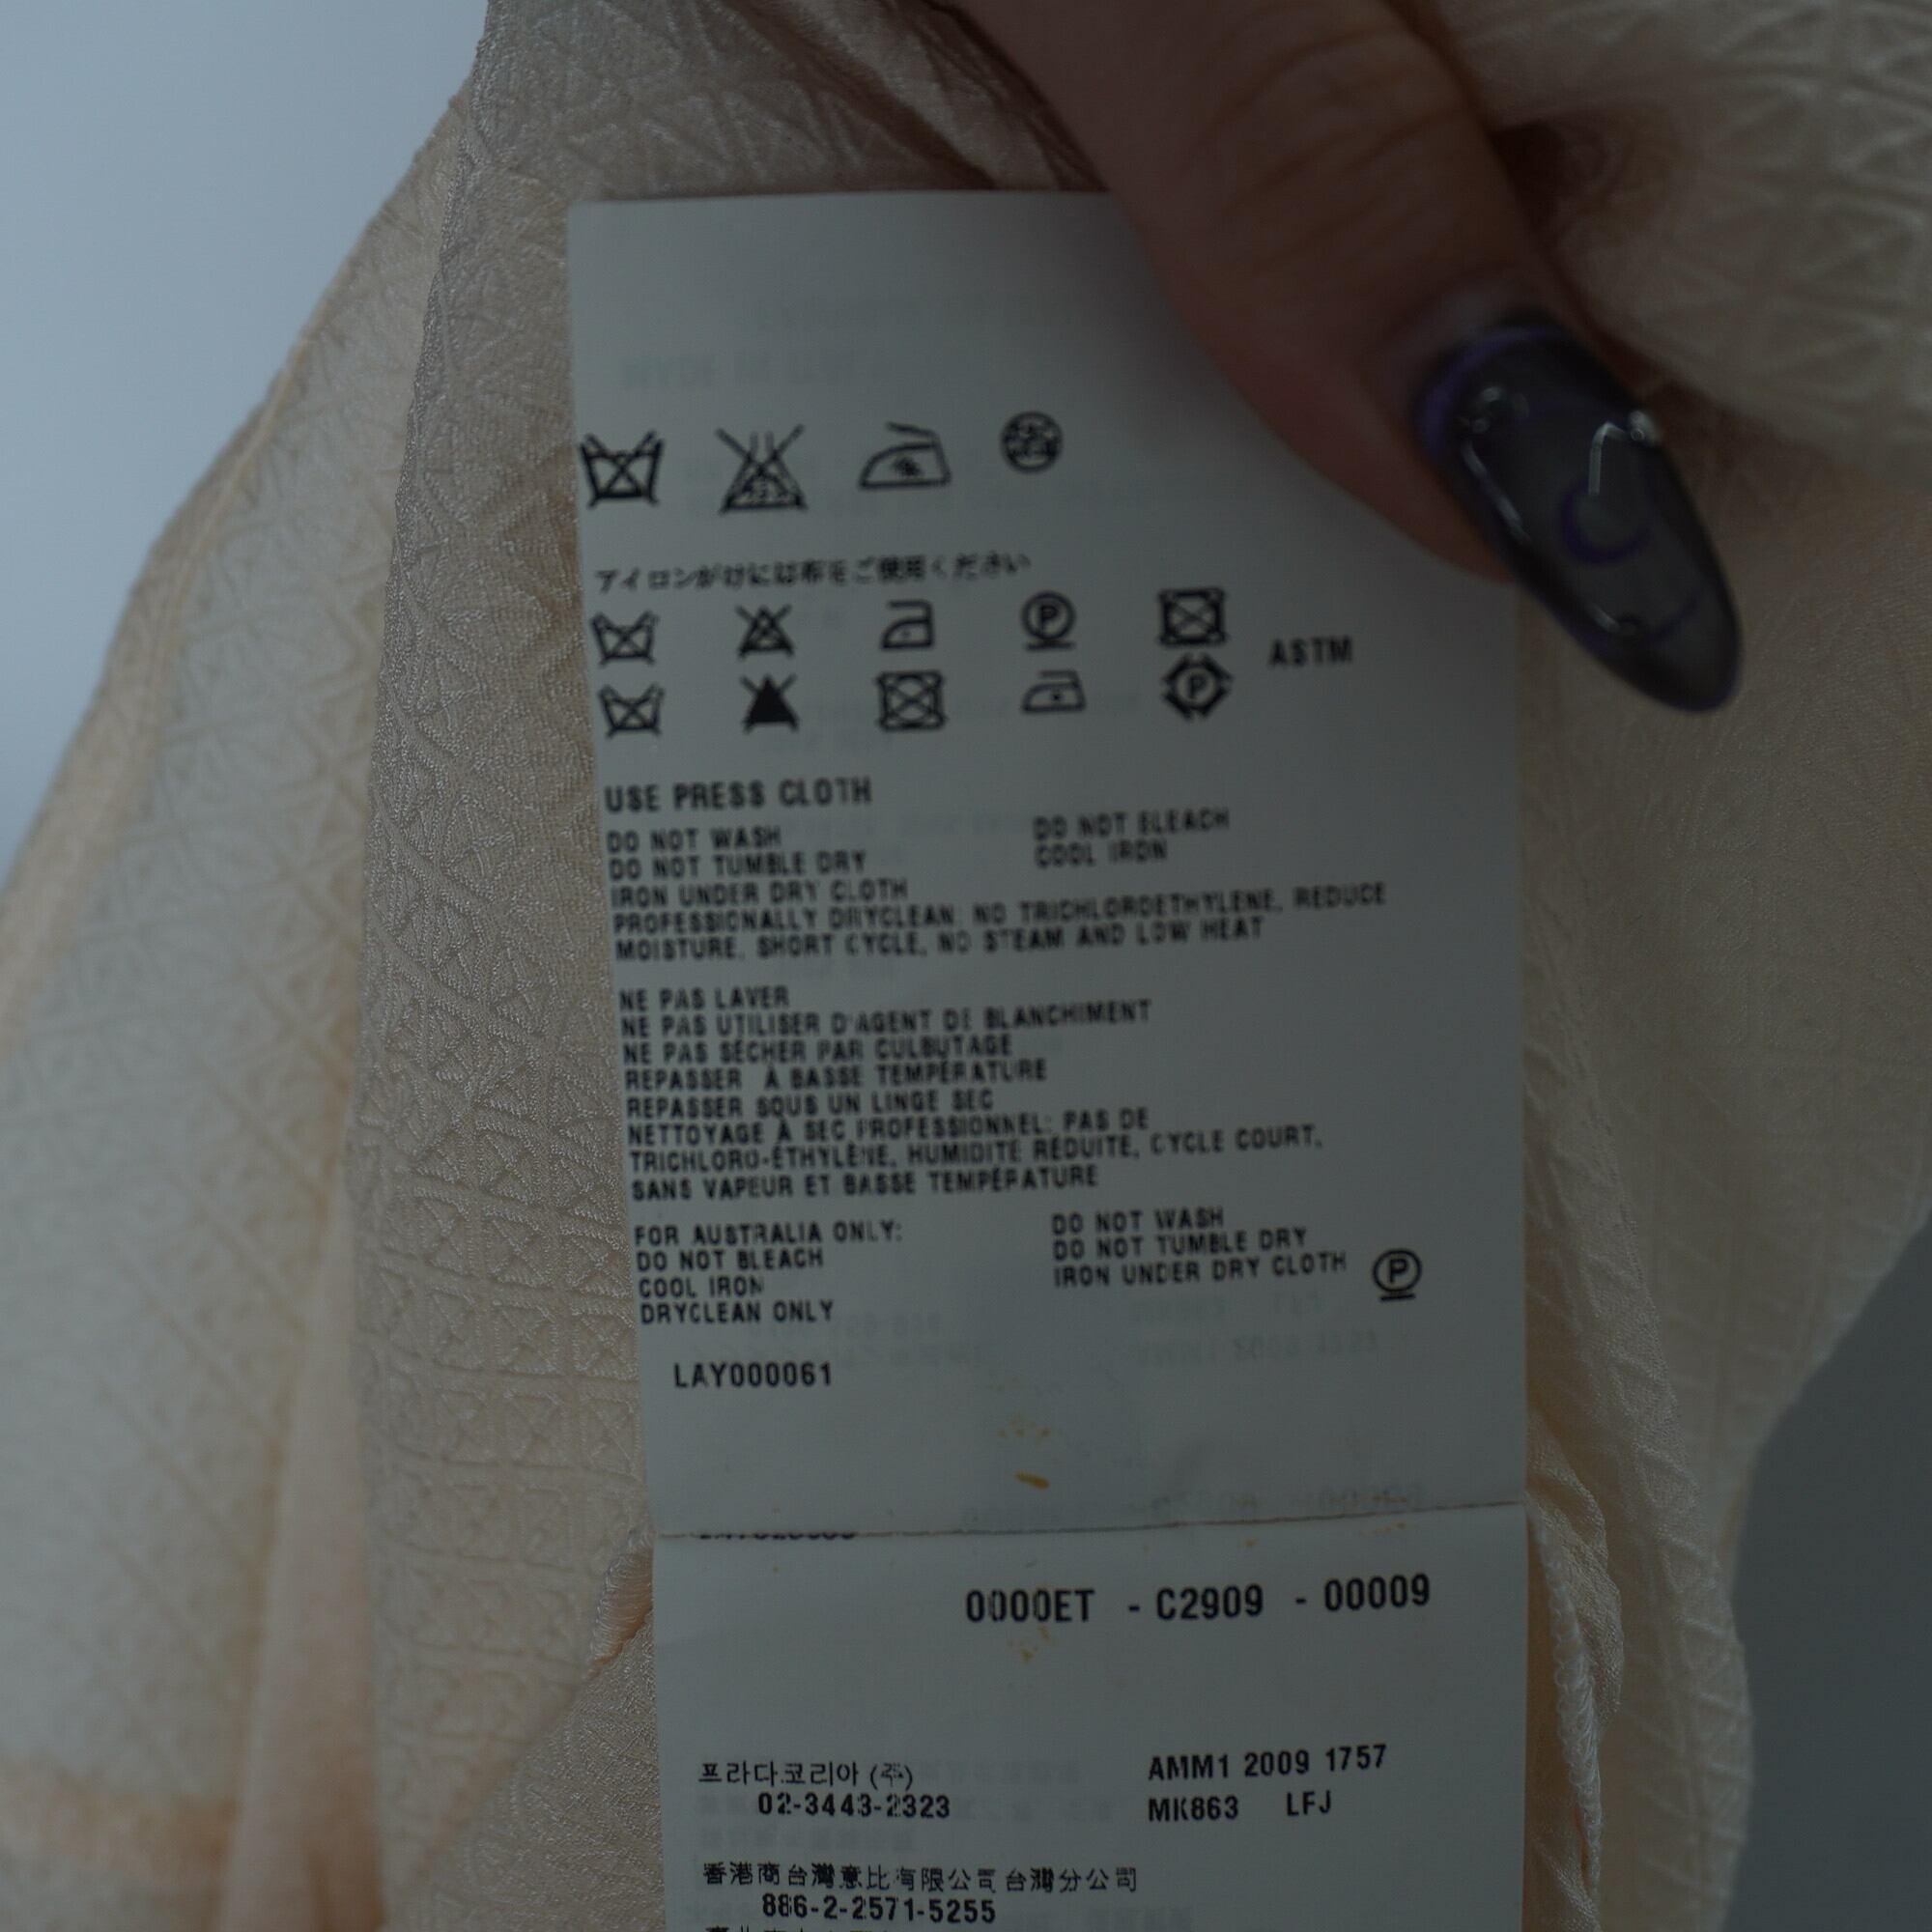 アイロンがけには布をご使用ください
ASTM
USE PRESS CLOTH
DO NOT WASH DO NOT BLEACH
DO NOT TUMBLE DRY COOL IRON
IRON UNDER DRY CLOTH
PROFESSIONALLY DRYCLEAN: NO TRICHLOROETHYLENE, REDUCE
MOISTURE, SHORT CYCLE, NO STEAM AND LOW HEAT
NE PAS LAVER
NE PAS UTILISER D'AGENT DE BLANCHIMENT
NE PAS SÉCHER PAR CULBUTAGE
REPASSER À BASSE TEMPÉRATURE
REPASSER SOUS UN LINGE SEC
NETTOYAGE À SEC PROFESSIONNEL: PAS DE
TRICHLORO-ÉTHYLÈNE, HUMIDITÉ RÉDUITE, CYCLE COURT,
SANS VAPEUR ET BASSE TEMPÉRATURE
FOR AUSTRALIA ONLY: DO NOT WASH
DO NOT BLEACH DO NOT TUMBLE DRY
COOL IRON IRON UNDER DRY CLOTH P
DRYCLEAN ONLY
LAY000061
0000ET - C2909 - 00009
프라다코리아 (주) AMM1 2009 1757
02-3443-2323 MK863 LFJ
香港商台灣意比有限公司台灣分公司
886-2-2571-5255